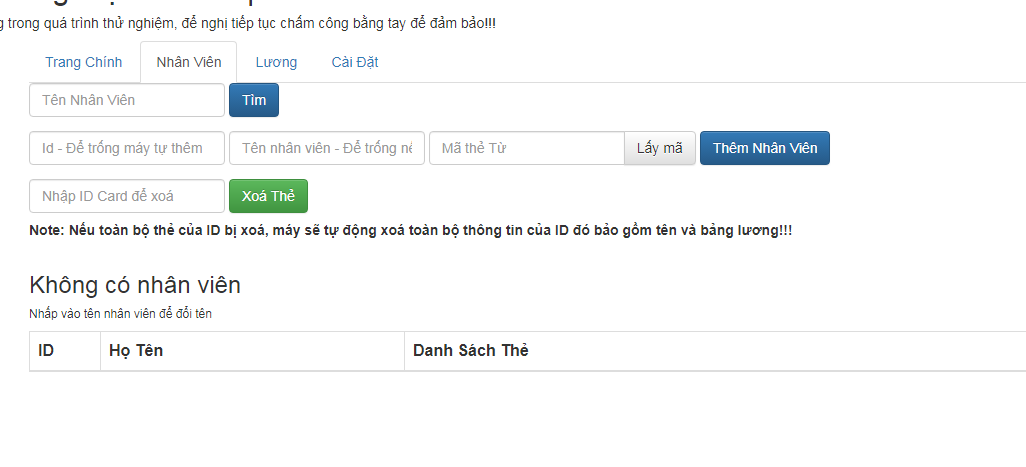 g trong quá trình thử nghiệm, để nghị tiếp tục chấm công bằng tay để đảm bảo!!!
Trang Chính Nhân Viên Lương Cài Đặt
Tên Nhân Viên Tìm
Id - Để trống máy tự thêm Tên nhân viên - Để trống nế Mã thẻ Từ Lấy mã Thêm Nhân Viên
Nhập ID Card để xoá Xoá Thẻ
Note: Nếu toàn bộ thẻ của ID bị xoá, máy sẽ tự động xoá toàn bộ thông tin của ID đó bảo gồm tên và bảng lương!!!
Không có nhân viên
Nhấp vào tên nhân viên để đổi tên
ID Họ Tên Danh Sách Thẻ